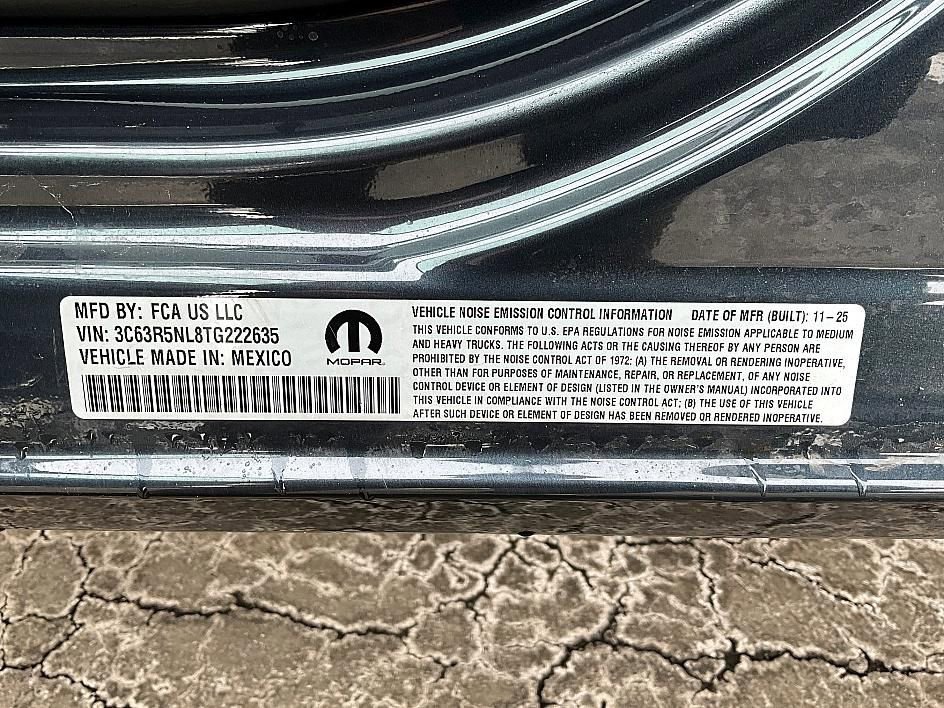 MFD BY: FCA US LLC
VIN: 3C63R5NL8TG222635
VEHICLE MADE IN: MEXICO
MOPAR
VEHICLE NOISE EMISSION CONTROL INFORMATION DATE OF MFR (BUILT): 11-25
THIS VEHICLE CONFORMS TO U.S. EPA REGULATIONS FOR NOISE EMISSION APPLICABLE TO MEDIUM
AND HEAVY TRUCKS. THE FOLLOWING ACTS OR THE CAUSING THEREOF BY ANY PERSON ARE
PROHIBITED BY THE NOISE CONTROL ACT OF 1972: (A) THE REMOVAL OR RENDERING INOPERATIVE,
OTHER THAN FOR PURPOSES OF MAINTENANCE, REPAIR, OR REPLACEMENT, OF ANY NOISE
CONTROL DEVICE OR ELEMENT OF DESIGN (LISTED IN THE OWNER'S MANUAL) INCORPORATED INTO
THIS VEHICLE IN COMPLIANCE WITH THE NOISE CONTROL ACT; (B) THE USE OF THIS VEHICLE
AFTER SUCH DEVICE OR ELEMENT OF DESIGN HAS BEEN REMOVED OR RENDERED INOPERATIVE.